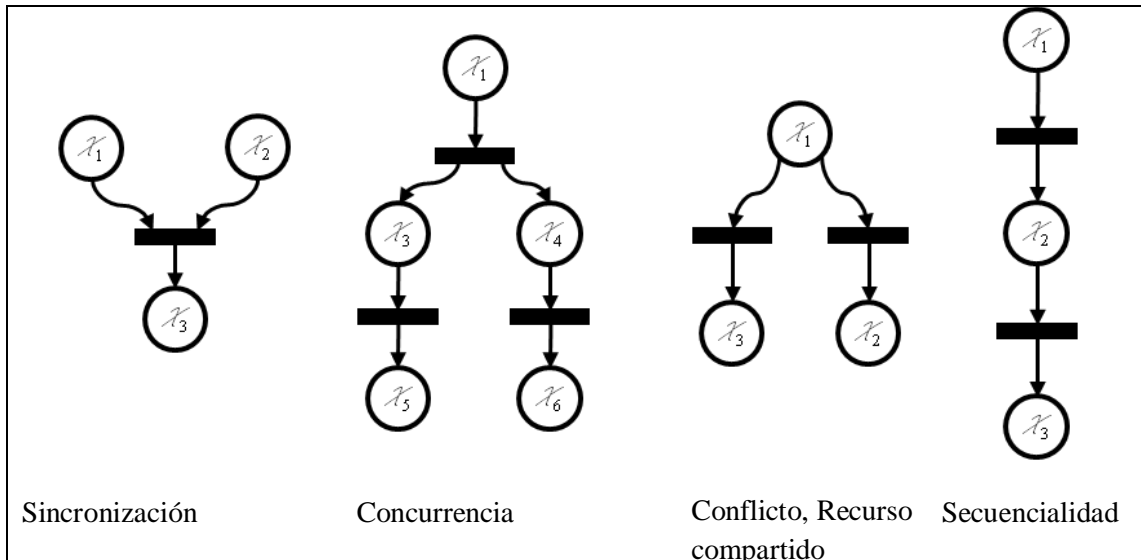 𝒳1
𝒳1
𝒳2
𝒳3
𝒳1
𝒳3
𝒳4
𝒳5
𝒳6
𝒳1
𝒳3
𝒳2
𝒳1
𝒳2
𝒳3
Sincronización
Concurrencia
Conflicto, Recurso
compartido
Secuencialidad